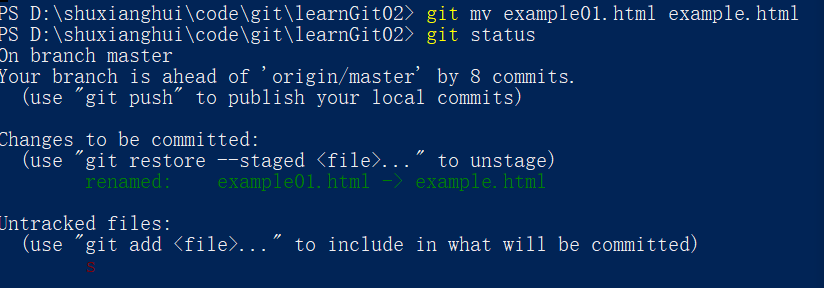 PS D:\shuxianghui\code\git\learnGit02> git mv example01.html example.html
PS D:\shuxianghui\code\git\learnGit02> git status
On branch master
Your branch is ahead of 'origin/master' by 8 commits.
  (use "git push" to publish your local commits)

Changes to be committed:
  (use "git restore --staged <file>..." to unstage)
        renamed:    example01.html -> example.html

Untracked files:
  (use "git add <file>..." to include in what will be committed)
        s